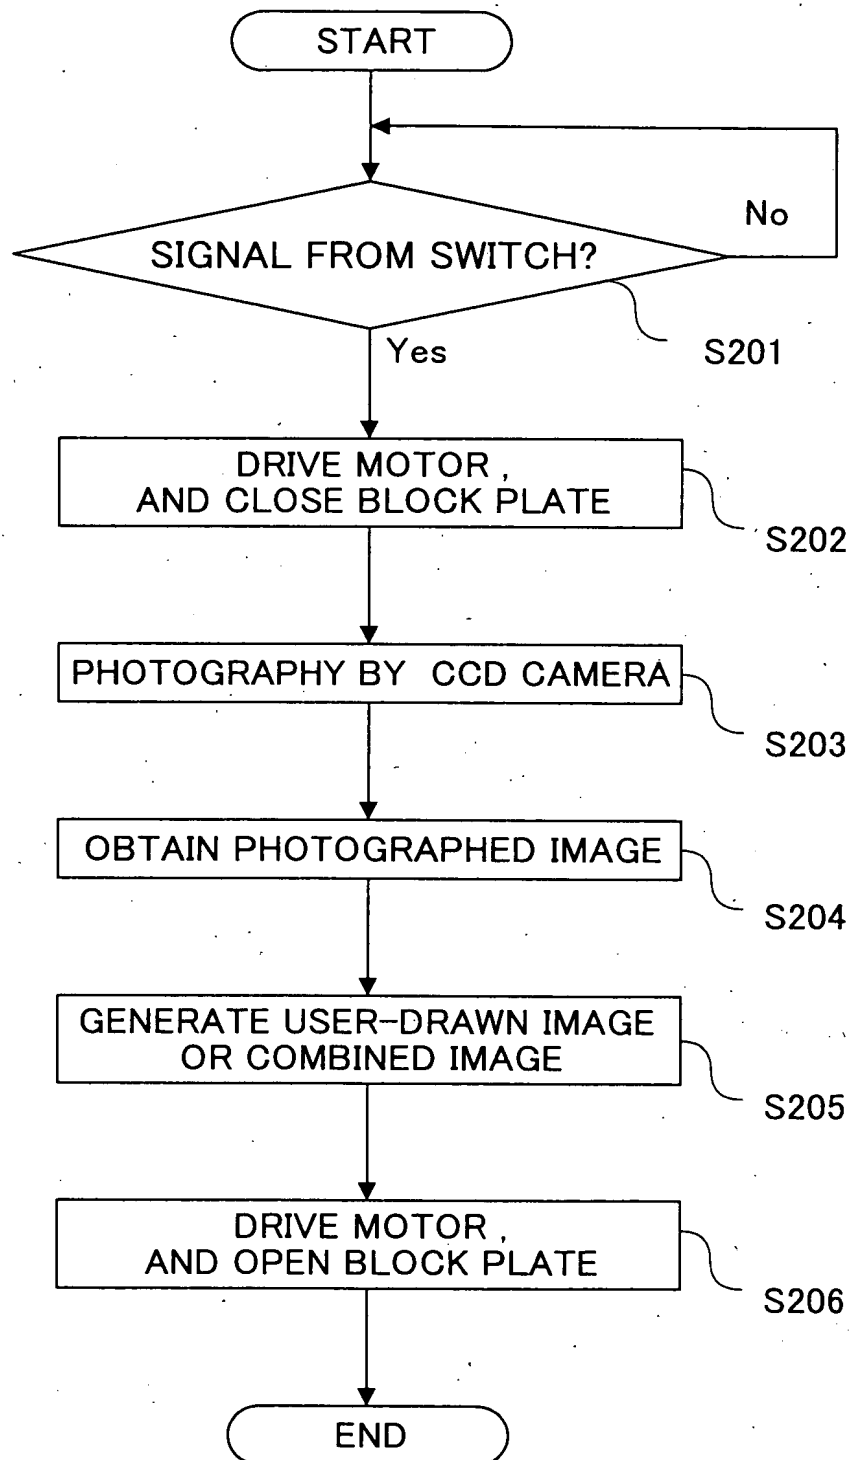 START
No
SIGNAL FROM SWITCH?
Yes
S201
DRIVE MOTOR ,
AND CLOSE BLOCK PLATE
S202
PHOTOGRAPHY BY CCD CAMERA
S203
OBTAIN PHOTOGRAPHED IMAGE
S204
GENERATE USER-DRAWN IMAGE
OR COMBINED IMAGE
S205
DRIVE MOTOR ,
AND OPEN BLOCK PLATE
S206
END